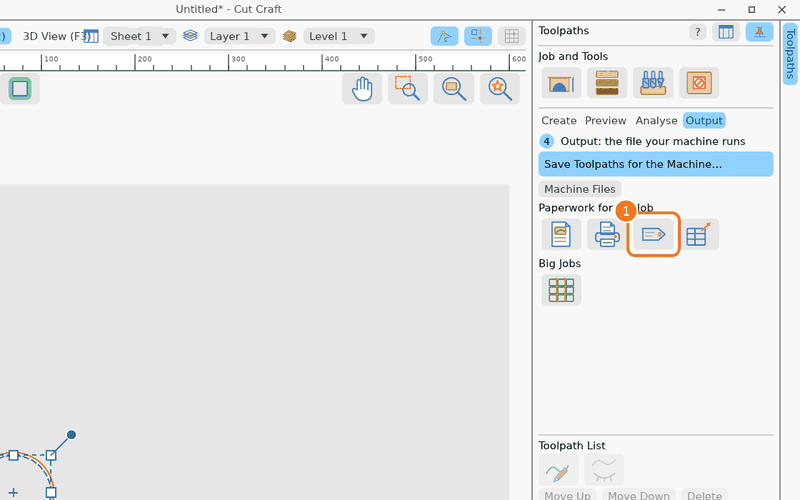 Untitled* - Cut Craft
3D View (F3) Sheet 1 Layer 1 Level 1
100 200 300 400 500 600
Toolpaths ?
Toolpaths
Job and Tools
Create Preview Analyse Output
4 Output: the file your machine runs
Save Toolpaths for the Machine...
Machine Files
Paperwork for Job
1
Big Jobs
Toolpath List
Move Up Move Down Delete